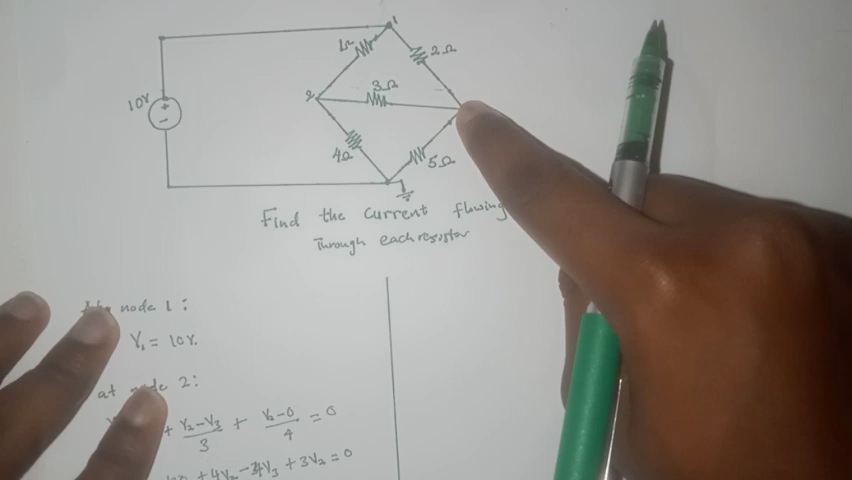 1
1Ω
2Ω
10V
+
-
2
3Ω
4Ω
5Ω
Find the current flowing
Through each resistor
node 1:
V₁ = 10V.
at node 2:
+ V₂-V₃/3 + V₂-0/4 = 0
+ 4V₂ - 4V₃ + 3V₂ = 0